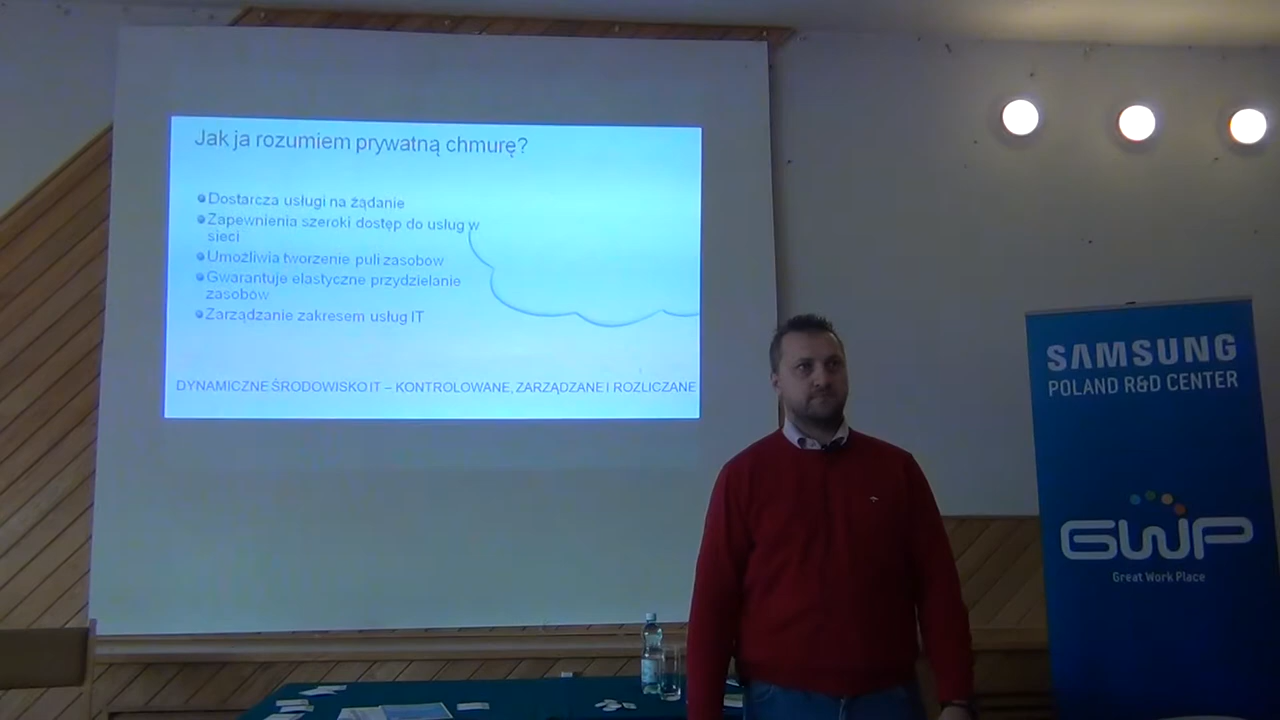 Jak ja rozumiem prywatną chmurę?
Dostarcza usługi na żądanie
Zapewnienia szeroki dostęp do usług w
sieci
Umożliwia tworzenie puli zasobów
Gwarantuje elastyczne przydzielanie
zasobów
Zarządzanie zakresem usług IT
DYNAMICZNE ŚRODOWISKO IT – KONTROLOWANE, ZARZĄDZANE I ROZLICZANE
SAMSUNG
POLAND R&D CENTER
GWP
Great Work Place